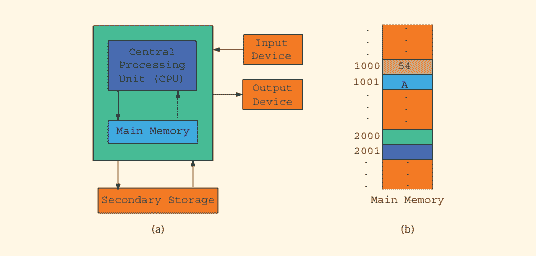 Central
Processing
Unit (CPU)
Main Memory
Input
Device
Output
Device
Secondary Storage
(a)
1000
54
1001
A
2000
2001
Main Memory
(b)